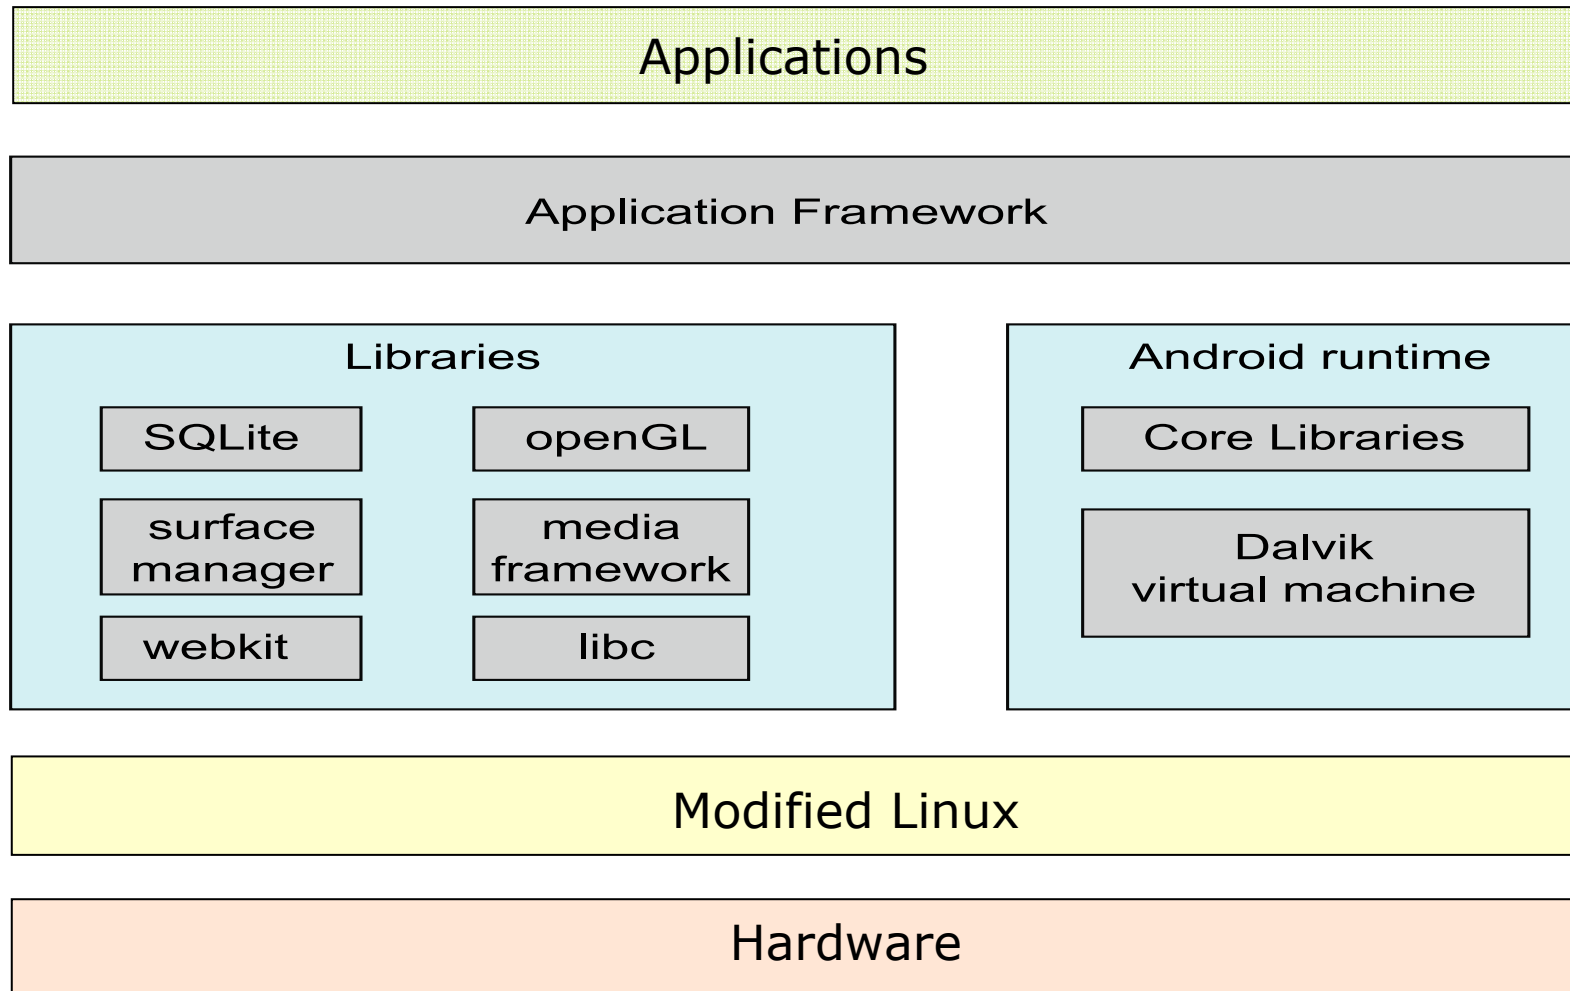 Applications
Application Framework
Libraries
SQLite
openGL
surface
manager
media
framework
webkit
libc
Android runtime
Core Libraries
Dalvik
virtual machine
Modified Linux
Hardware